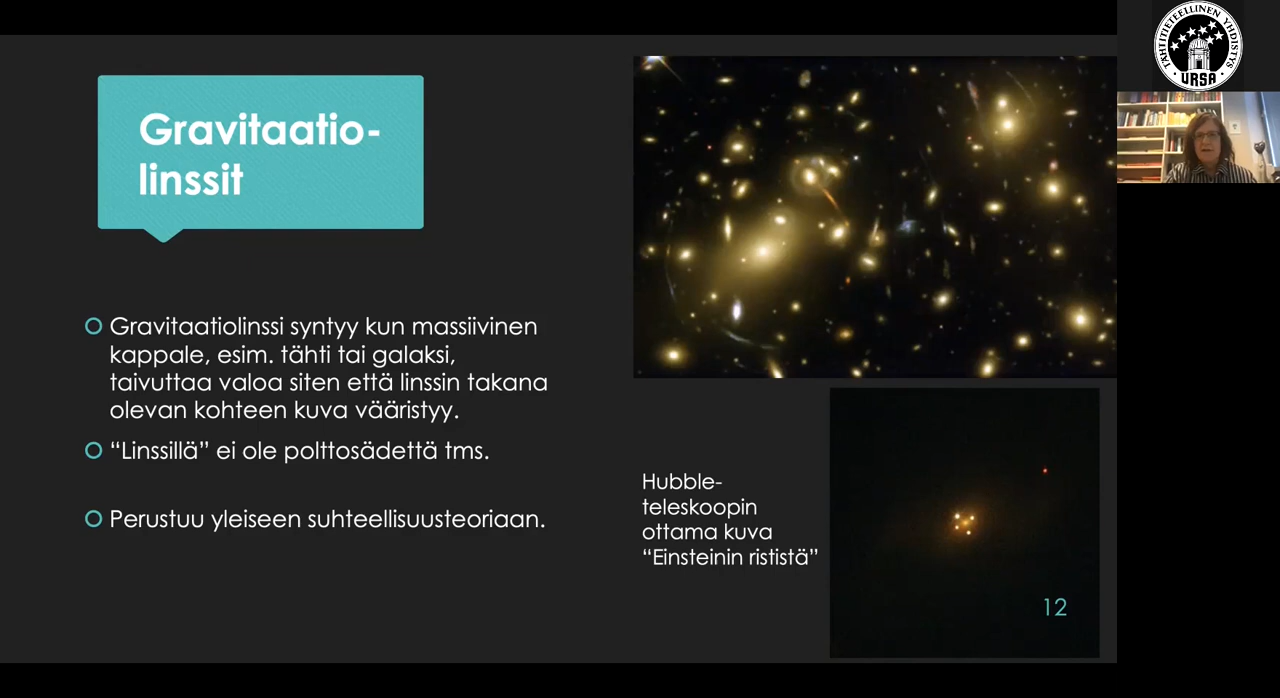 Gravitaatio-
linssit
Gravitaatiolinssi syntyy kun massiivinen
kappale, esim. tähti tai galaksi,
taivuttaa valoa siten että linssin takana
olevan kohteen kuva vääristyy.
“Linssillä” ei ole polttosädettä tms.
Perustuu yleiseen suhteellisuusteoriaan.
Hubble-
teleskoopin
ottama kuva
“Einsteinin rististä”
12
TÄHTITIETEELLINEN YHDISTYS
URSA